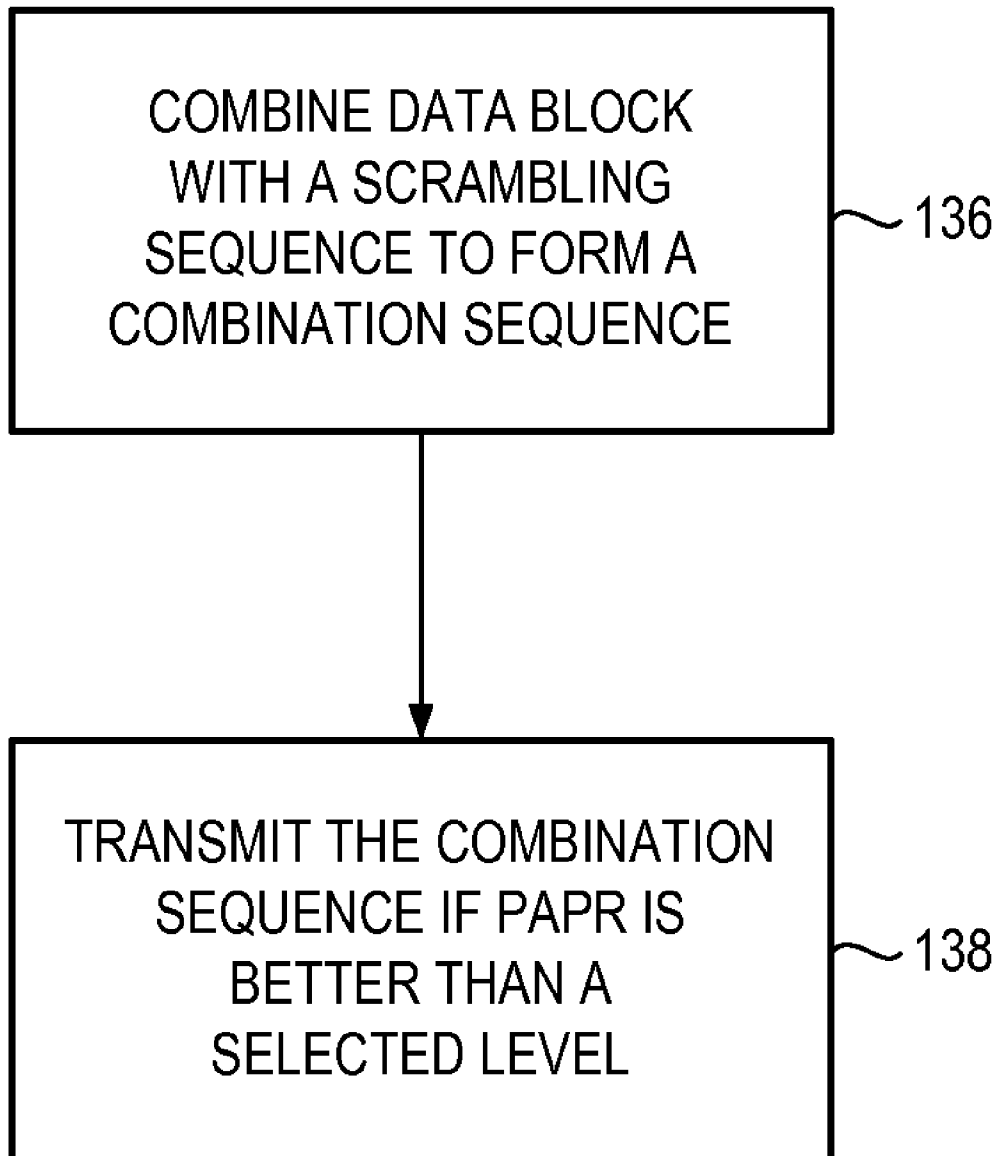 COMBINE DATA BLOCK
WITH A SCRAMBLING
SEQUENCE TO FORM A
COMBINATION SEQUENCE
136
TRANSMIT THE COMBINATION
SEQUENCE IF PAPR IS
BETTER THAN A
SELECTED LEVEL
138